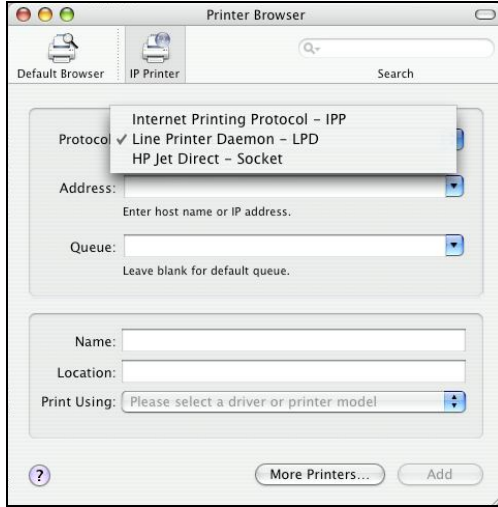 Printer Browser
Default Browser
IP Printer
Search
Internet Printing Protocol – IPP
Protocol ✓ Line Printer Daemon – LPD
HP Jet Direct – Socket
Address:
Enter host name or IP address.
Queue:
Leave blank for default queue.
Name:
Location:
Print Using: Please select a driver or printer model
? More Printers... Add